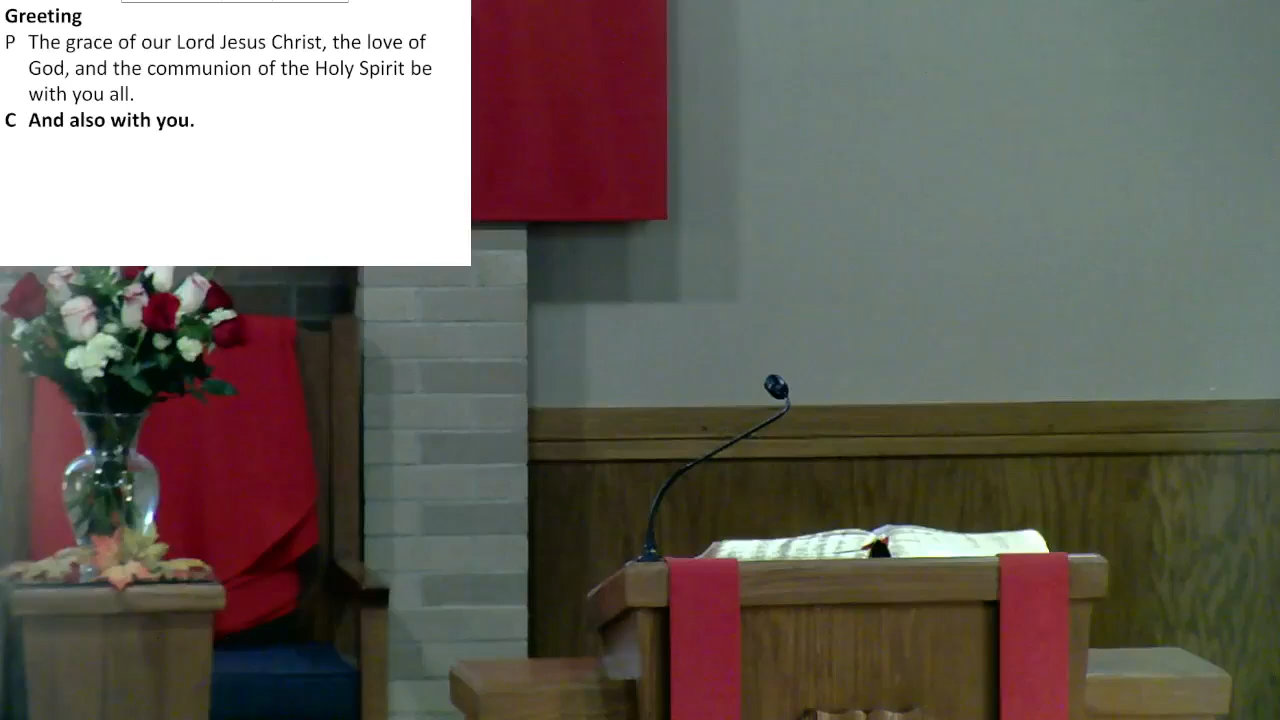 Greeting
P The grace of our Lord Jesus Christ, the love of
God, and the communion of the Holy Spirit be
with you all.
C And also with you.